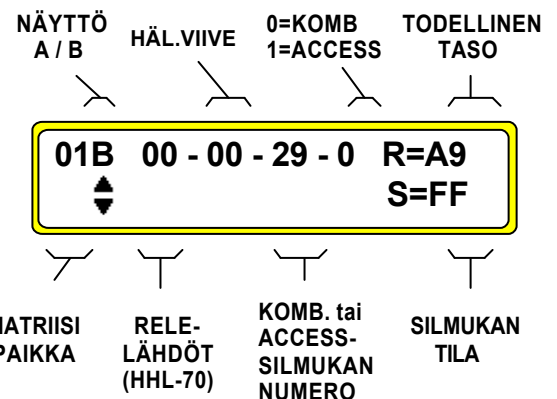 NÄYTTÖ
A / B
HÄL.VIIVE
0=KOMB
1=ACCESS
TODELLINEN
TASO
01B 00 - 00 - 29 - 0 R=A9
S=FF
ATRIISI
PAIKKA
RELE-
LÄHDÖT
(HHL-70)
KOMB. tai
ACCESS-
SILMUKAN
NUMERO
SILMUKAN
TILA